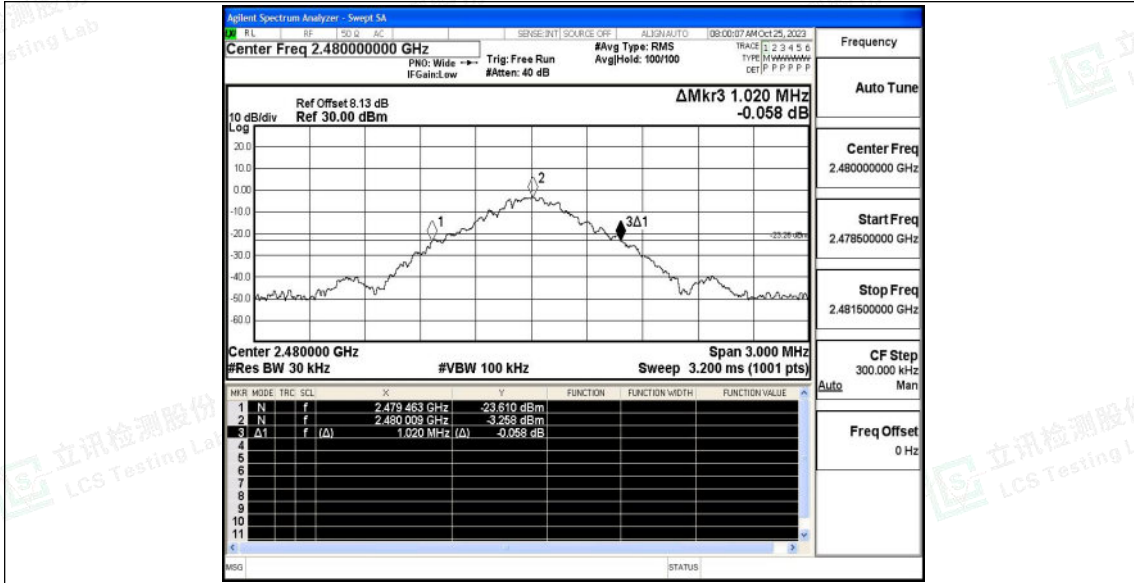 Agilent Spectrum Analyzer - Swept SA
RL RF 50 Ω AC SENSE:INT SOURCE OFF ALIGNAUTO 08:00:07 AM Oct 25, 2023
Center Freq 2.480000000 GHz
PNO: Wide
IFGain:Low
Trig: Free Run
#Atten: 40 dB
#Avg Type: RMS
Avg|Hold: 100/100
TRACE 1 2 3 4 5 6
TYPE M WWWWW
DET P P P P P P
ΔMkr3 1.020 MHz
-0.058 dB
Ref Offset 8.13 dB
Ref 30.00 dBm
10 dB/div
Log
20.0
10.0
0.00
-10.0
-20.0
-30.0
-40.0
-50.0
-60.0
1
2
3Δ1
-23.26 dBm
Center 2.480000 GHz Span 3.000 MHz
#Res BW 30 kHz #VBW 100 kHz Sweep 3.200 ms (1001 pts)
MKR MODE TRC SCL X Y FUNCTION FUNCTION WIDTH FUNCTION VALUE
1 N f 2.479 463 GHz -23.610 dBm
2 N f 2.480 009 GHz -3.258 dBm
3 Δ1 f (Δ) 1.020 MHz (Δ) -0.058 dB
4
5
6
7
8
9
10
11
MSG STATUS
Frequency
Auto Tune
Center Freq
2.480000000 GHz
Start Freq
2.478500000 GHz
Stop Freq
2.481500000 GHz
CF Step
300.000 kHz
Auto Man
Freq Offset
0 Hz
立讯检测股份
LCS Testing Lab
立讯检测股份
LCS Testing L